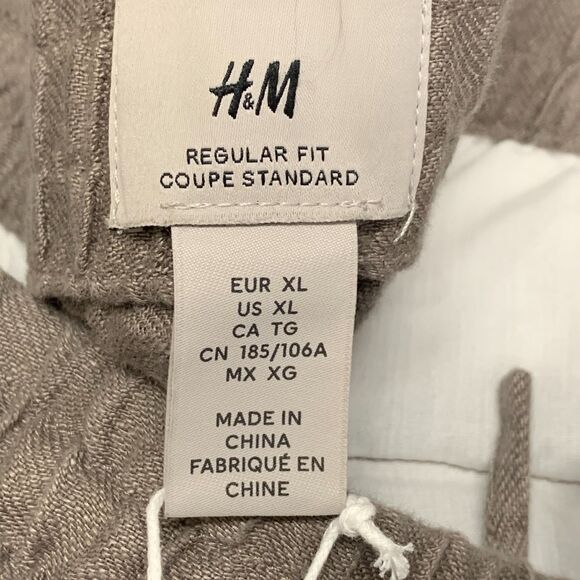 H&M
REGULAR FIT
COUPE STANDARD
EUR XL
US XL
CA TG
CN 185/106A
MX XG
MADE IN
CHINA
FABRIQUÉ EN
CHINE